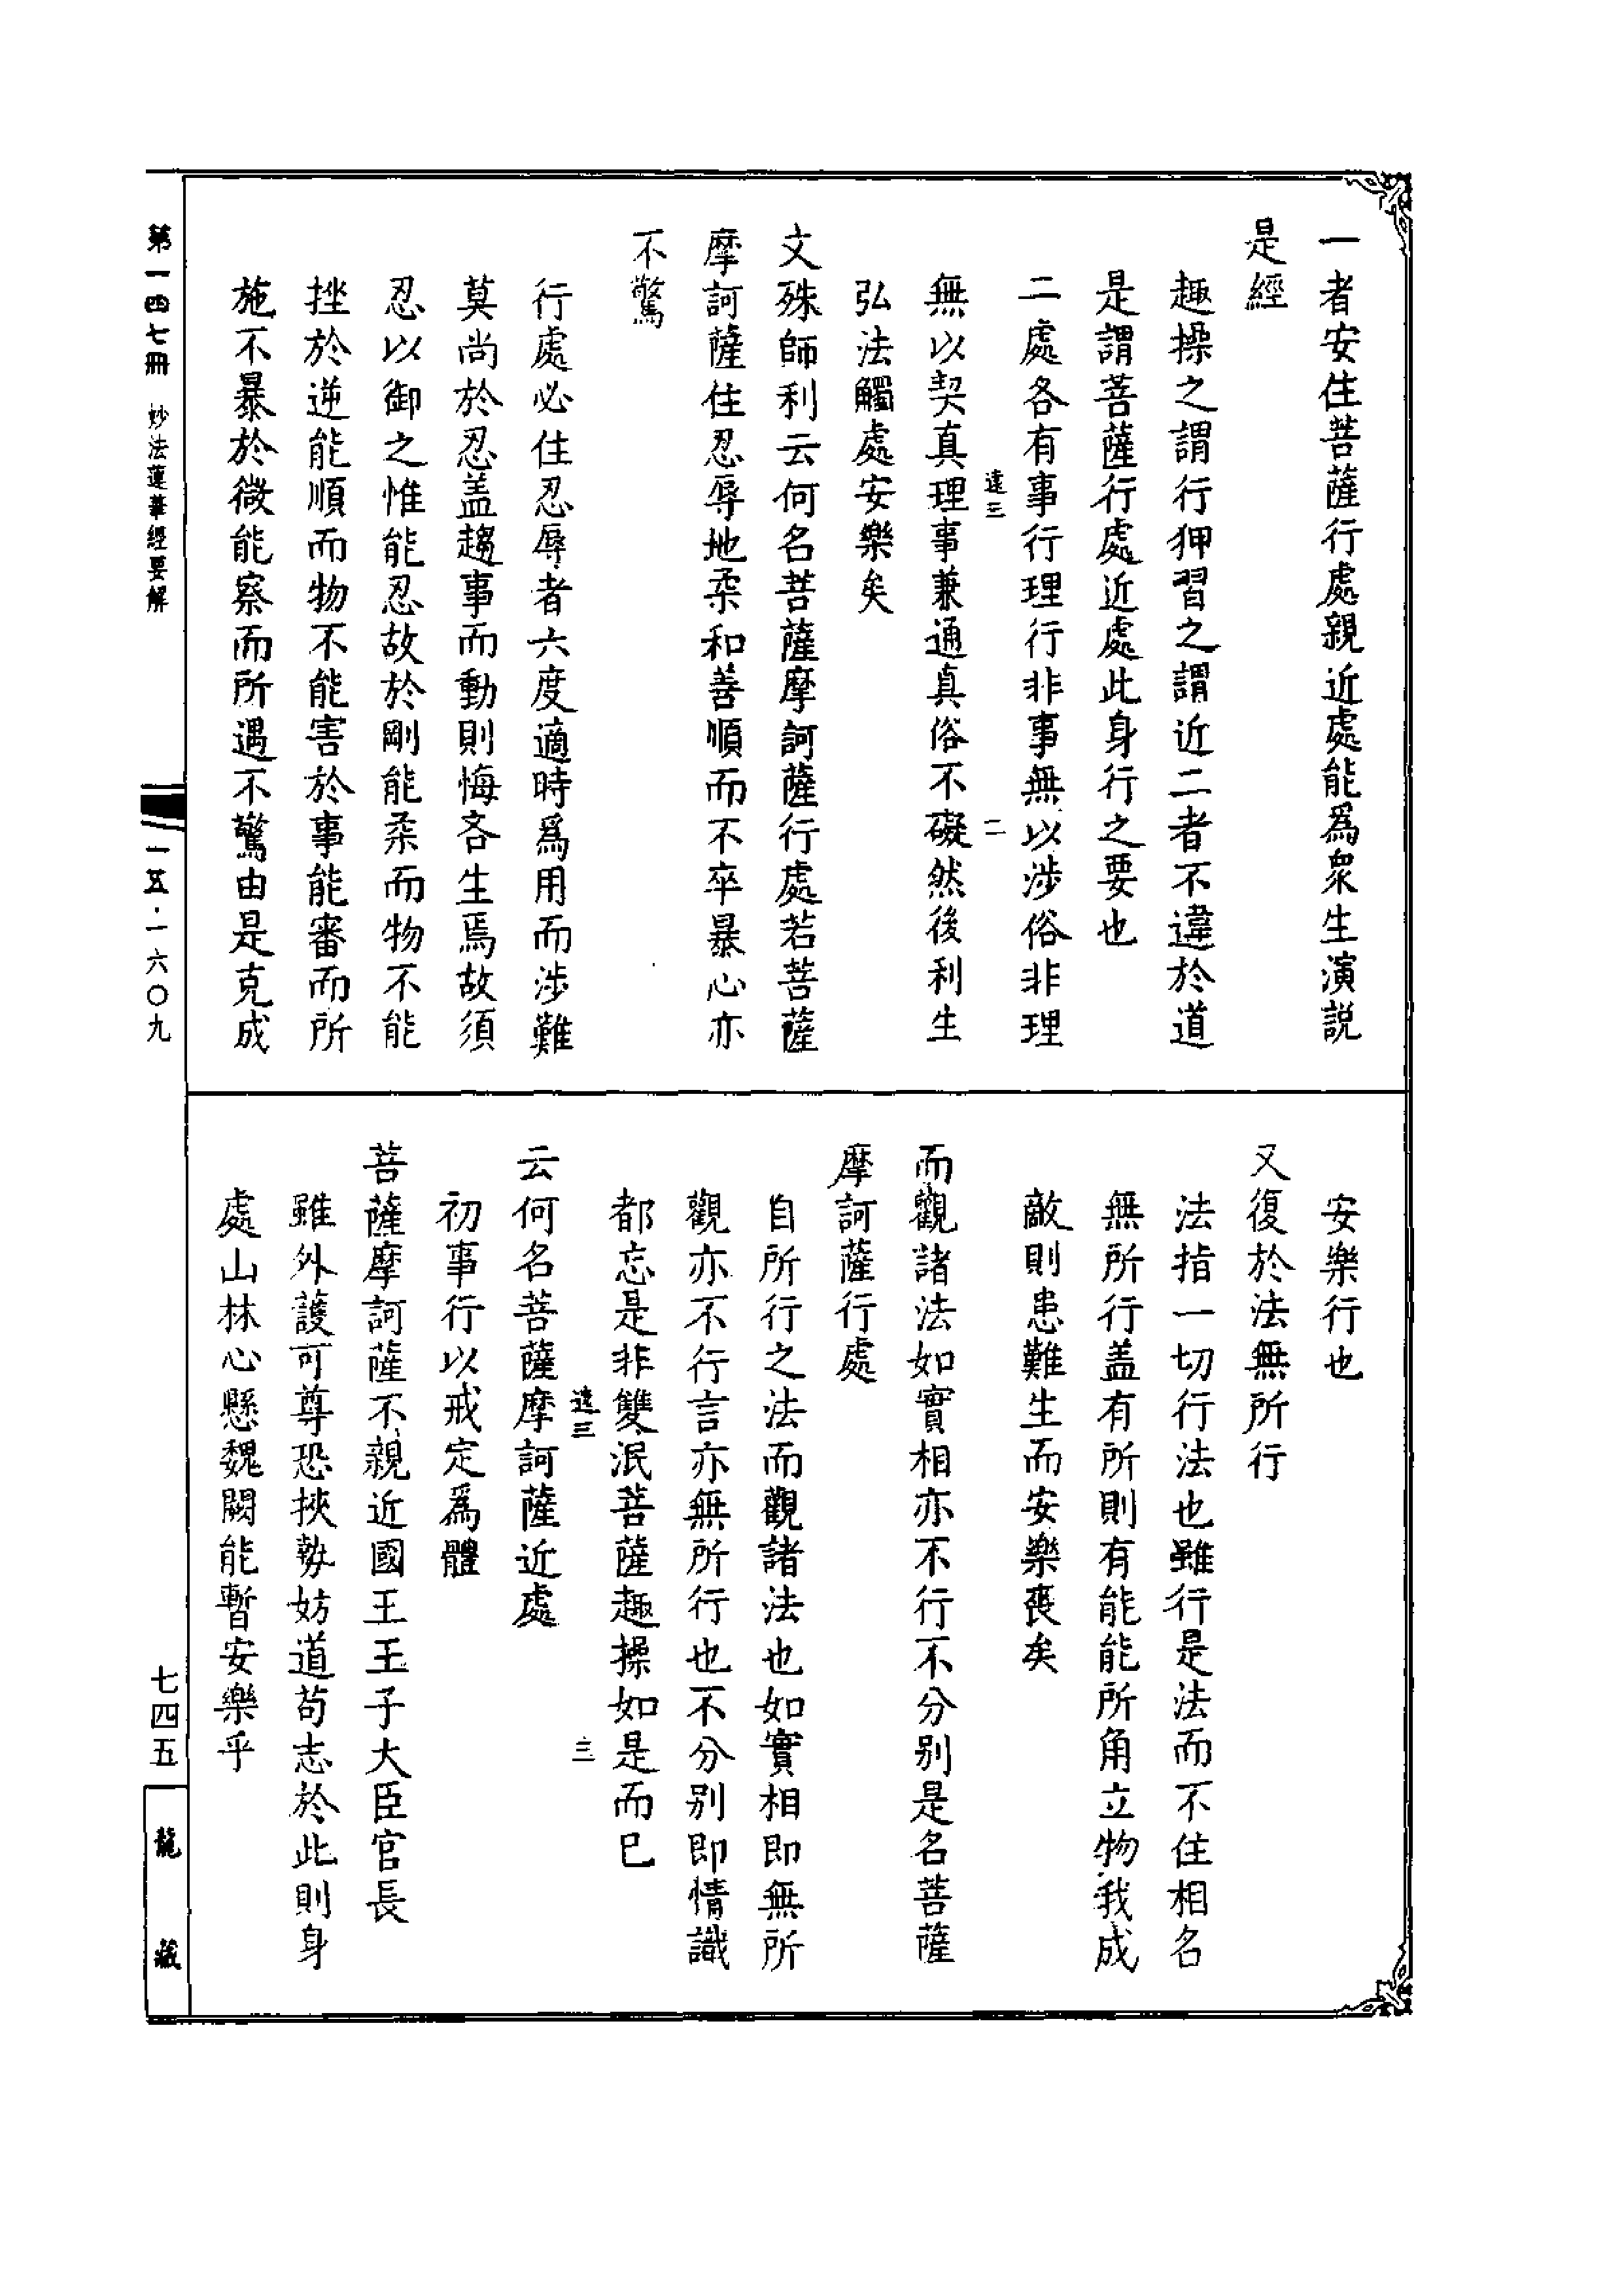 一者安住菩薩行處親近處能爲衆生演説
是經
趣操之謂行狎習之謂近二者不違於道
是謂菩薩行處近處此身行之要也
二處各有事行理行非事無以涉俗非理
遠三
二
無以契真理事兼通真俗不礙然後利生
弘法觸處安樂矣
文殊師利云何名菩薩摩訶薩行處若菩薩
摩訶薩住忍辱地柔和善順而不卒暴心亦
不驚
行處必住忍辱者六度適時爲用而涉難
莫尚於忍盖趨事而動則悔吝生焉故須
忍以御之惟能忍故於剛能柔而物不能
挫於逆能順而物不能害於事能審而所
施不暴於微能察而所遇不驚由是克成
安樂行也
又復於法無所行
法指一切行法也雖行是法而不住相名
無所行盖有所則有能能所角立物我成
敵則患難生而安樂喪矣
而觀諸法如實相亦不行不分别是名菩薩
摩訶薩行處
自所行之法而觀諸法也如實相即無所
觀亦不行言亦無所行也不分别即情識
都忘是非雙泯菩薩趣操如是而已
遠三
三
云何名菩薩摩訶薩近處
初事行以戒定爲體
菩薩摩訶薩不親近國王王子大臣官長
雖外護可尊恐挾勢妨道苟志於此則身
處山林心懸魏闕能暫安樂乎
第一四七冊 妙法蓮華經要解
一五·一六〇九
七四五
龍藏